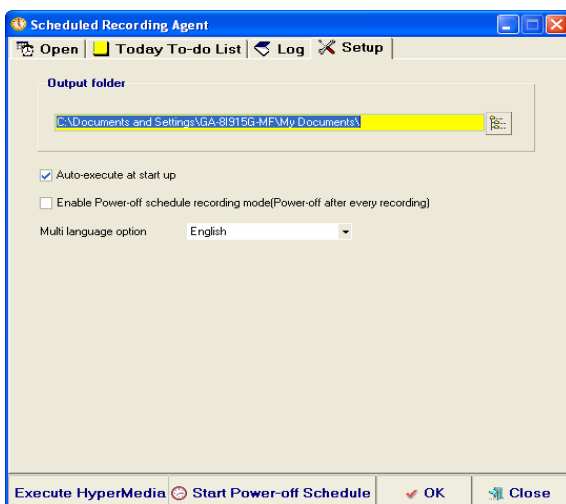 Scheduled Recording Agent
Open Today To-do List Log Setup
Output folder
C:\Documents and Settings\GA-8I915G-MF\My Documents\
Auto-execute at start up
Enable Power-off schedule recording mode(Power-off after every recording)
Multi language option English
Execute HyperMedia Start Power-off Schedule OK Close